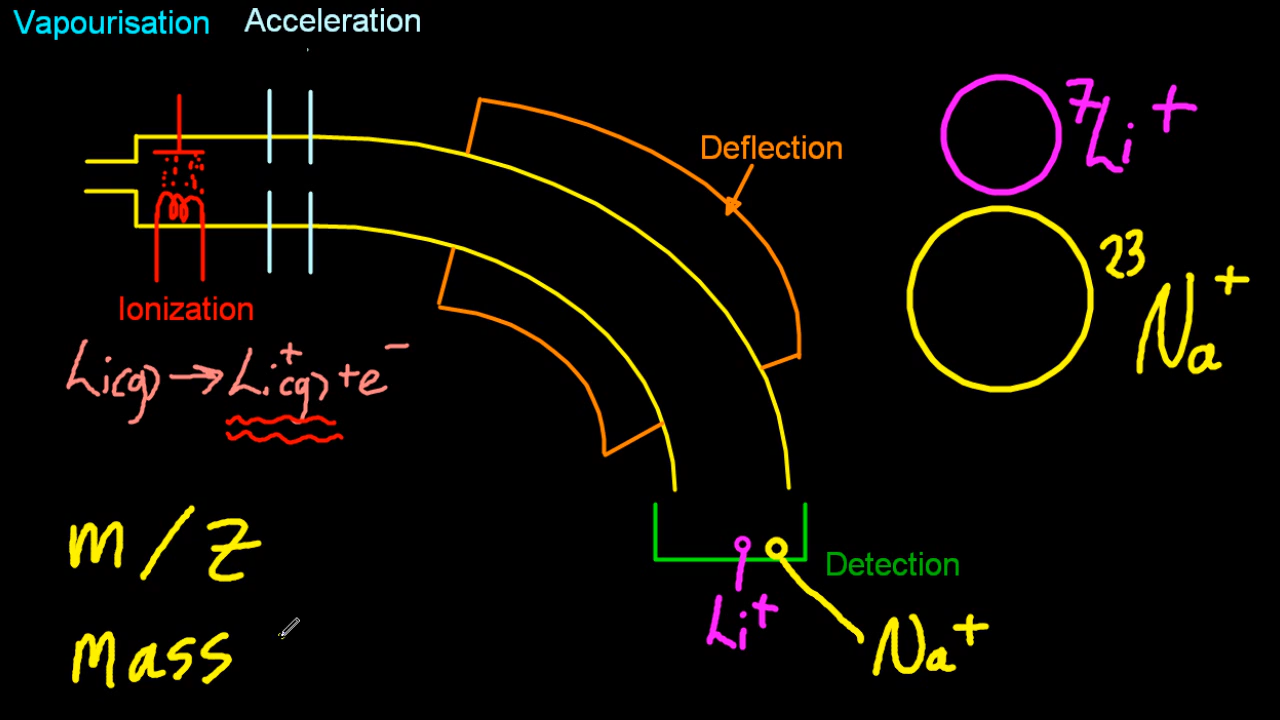 Vapourisation Acceleration
Deflection
⁷Li⁺
²³Na⁺
Ionization
Li(g) → Li⁺(g) + e⁻
m/z
Detection
Li⁺
Na⁺
mass